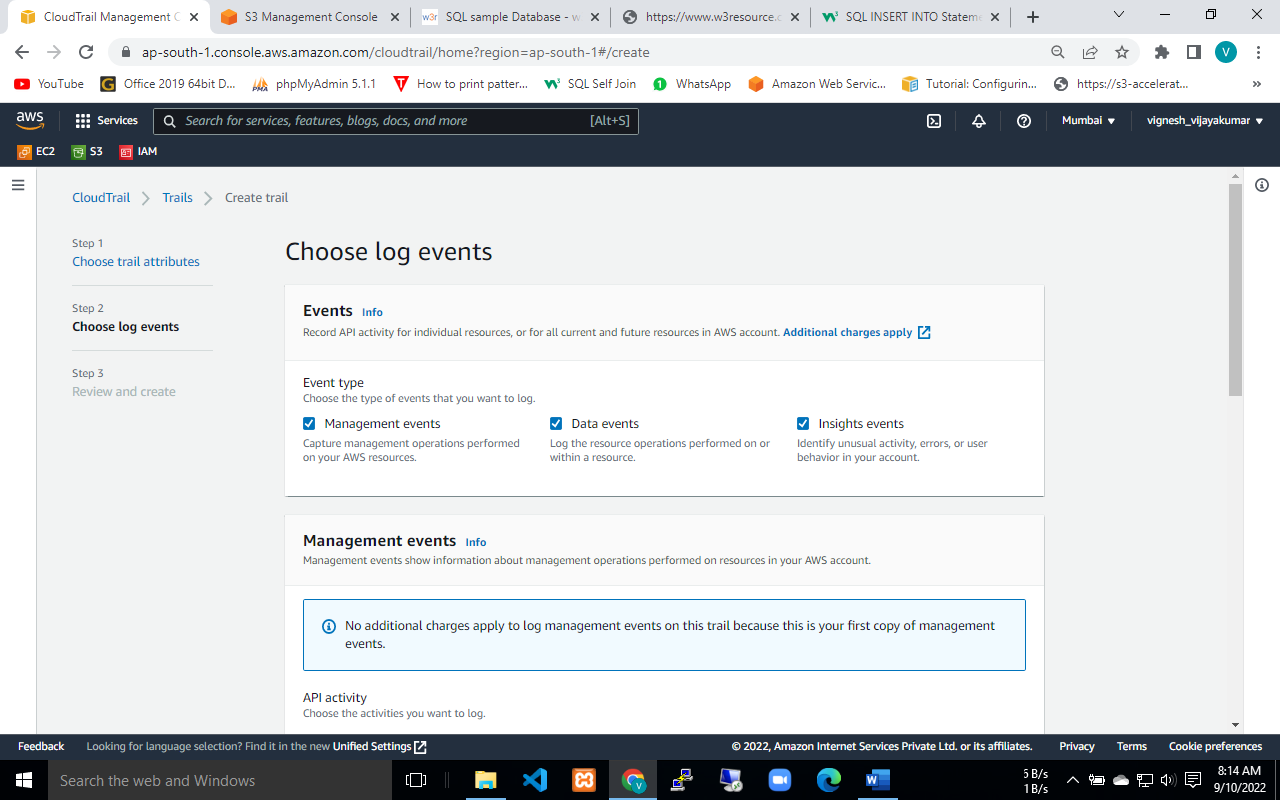 CloudTrail Management C
S3 Management Console
w3r
SQL sample Database - w
https://www.w3resource.c
SQL INSERT INTO Stateme
ap-south-1.console.aws.amazon.com/cloudtrail/home?region=ap-south-1#/create
V
YouTube
G
Office 2019 64bit D...
PMA
phpMyAdmin 5.1.1
T
How to print patter...
SQL Self Join
1
WhatsApp
Amazon Web Servic...
Tutorial: Configurin...
https://s3-accelerat...
»
aws
Services
Search for services, features, blogs, docs, and more
[Alt+S]
Mumbai
vignesh_vijayakumar
EC2
S3
IAM
CloudTrail
Trails
Create trail
Step 1
Choose trail attributes
Step 2
Choose log events
Step 3
Review and create
Choose log events
Events Info
Record API activity for individual resources, or for all current and future resources in AWS account. Additional charges apply
Event type
Choose the type of events that you want to log.
Management events
Capture management operations performed
on your AWS resources.
Data events
Log the resource operations performed on or
within a resource.
Insights events
Identify unusual activity, errors, or user
behavior in your account.
Management events Info
Management events show information about management operations performed on resources in your AWS account.
No additional charges apply to log management events on this trail because this is your first copy of management
events.
API activity
Choose the activities you want to log.
Feedback
Looking for language selection? Find it in the new Unified Settings
© 2022, Amazon Internet Services Private Ltd. or its affiliates.
Privacy
Terms
Cookie preferences
Search the web and Windows
V
W
5 B/s
1 B/s
8:14 AM
9/10/2022